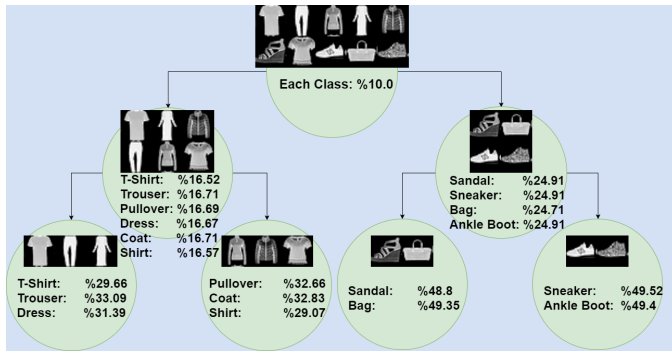 Each Class: %10.0
T-Shirt: %16.52
Trouser: %16.71
Pullover: %16.69
Dress: %16.67
Coat: %16.71
Shirt: %16.57
Sandal: %24.91
Sneaker: %24.91
Bag: %24.71
Ankle Boot: %24.91
T-Shirt: %29.66
Trouser: %33.09
Dress: %31.39
Pullover: %32.66
Coat: %32.83
Shirt: %29.07
Sandal: %48.8
Bag: %49.35
Sneaker: %49.52
Ankle Boot: %49.4